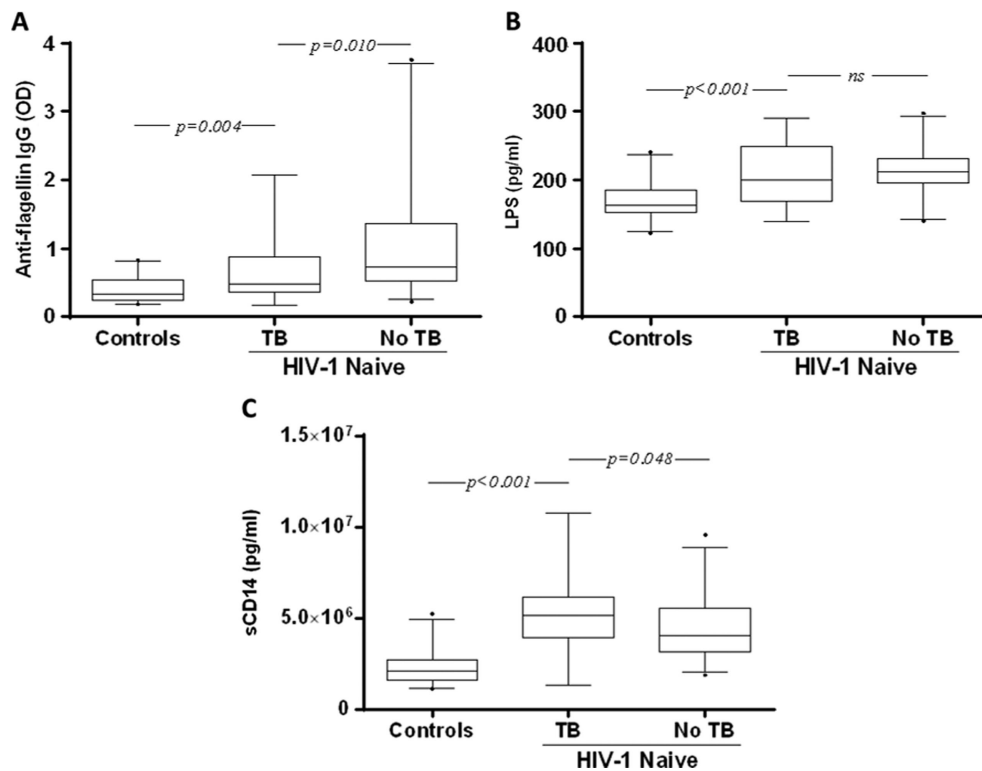 A
Anti-flagellin IgG (OD)
4
3
2
1
0
p=0.004
p=0.010
Controls
TB
No TB
HIV-1 Naive
B
LPS (pg/ml)
400
300
200
100
0
p<0.001
ns
Controls
TB
No TB
HIV-1 Naive
C
sCD14 (pg/ml)
1.5×10⁷
1.0×10⁷
5.0×10⁶
0
p<0.001
p=0.048
Controls
TB
No TB
HIV-1 Naive